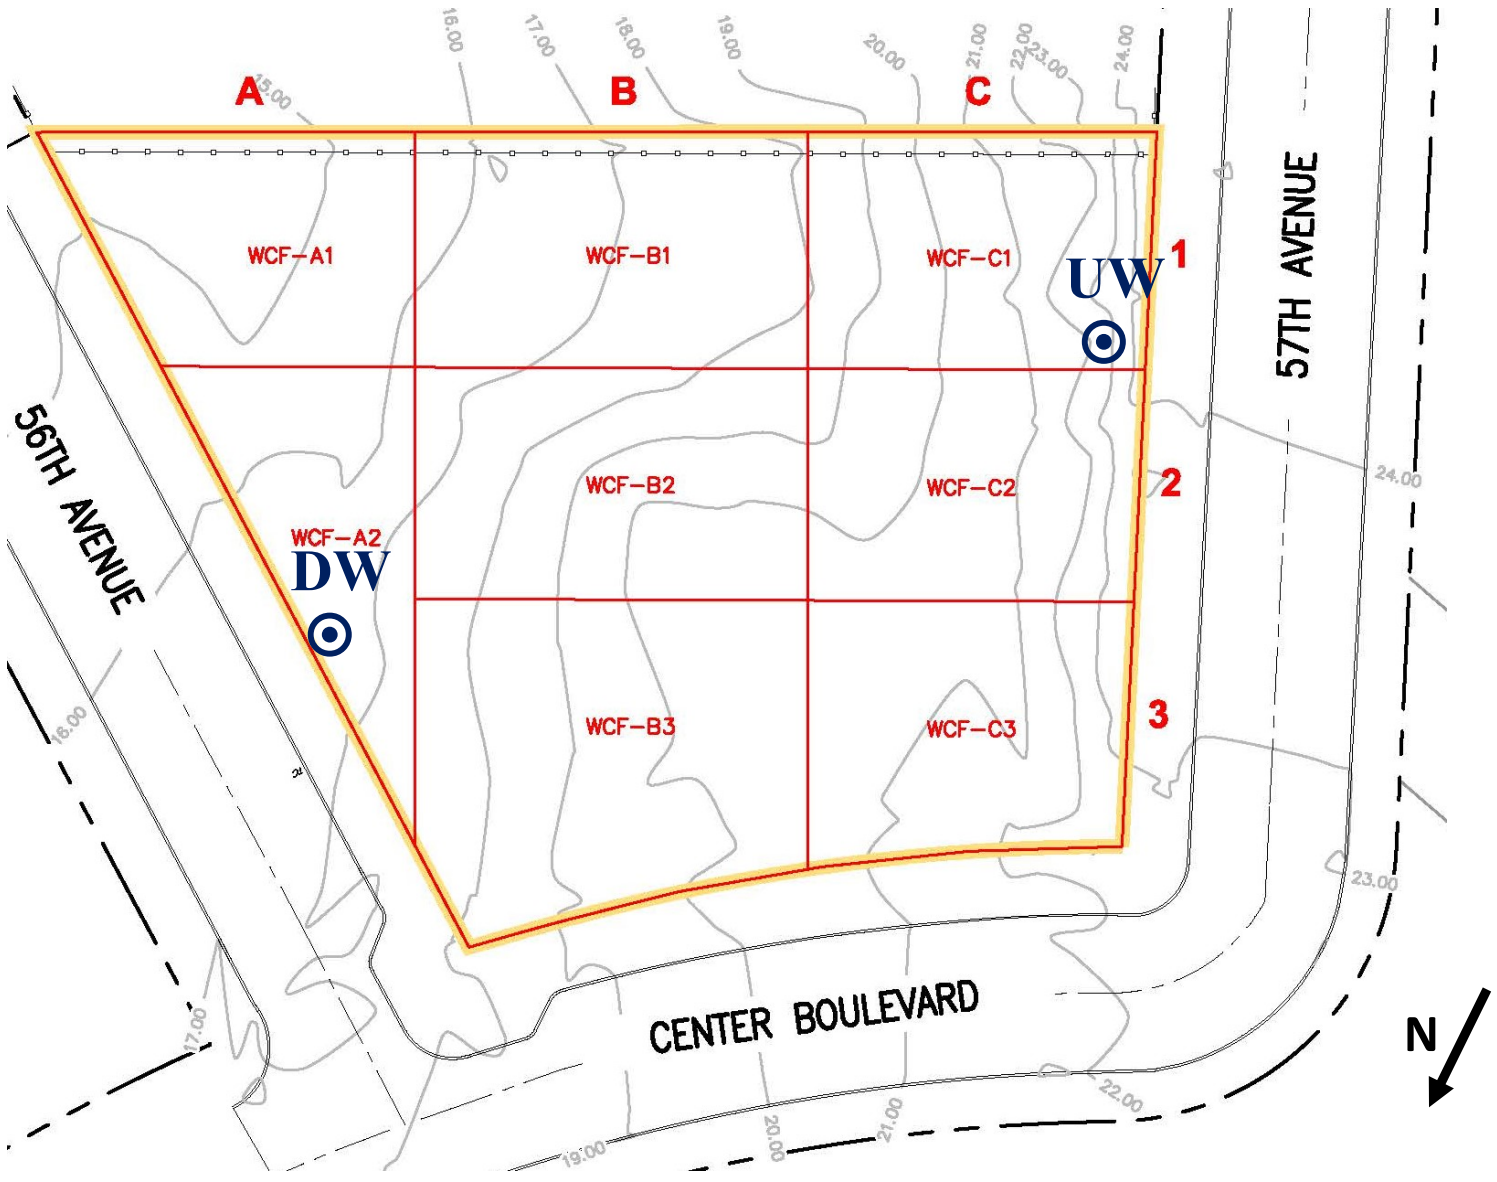 16.00
17.00
18.00
19.00
20.00
21.00
22.00
23.00
24.00
A
15.00
B
C
WCF-A1
WCF-B1
WCF-C1
1
UW
57TH AVENUE
56TH AVENUE
WCF-B2
WCF-C2
2
24.00
WCF-A2
DW
16.00
WCF-B3
WCF-C3
3
23.00
17.00
CENTER BOULEVARD
N
22.00
21.00
20.00
19.00